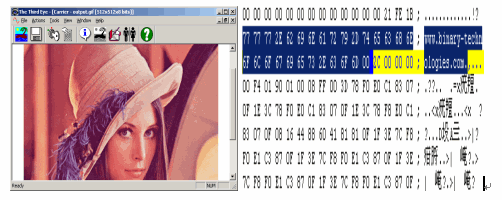 The Third Eye - [Carrier - output.gif [512x512x8 bits]]
File Actions Tools View Window Help
Ready
NUM
00 00 00 00 00 00 00 00 00 00 21 FE 1B ; .............!?
77 77 77 2E 62 69 6E 61 72 79 2D 74 65 63 68 6E ; www.binary-techn
6F 6C 6F 67 69 65 73 2E 63 6F 6D 00 2C 00 00 00 ; ologies.com.,...
00 F4 01 90 01 00 08 FF 00 3D 78 F0 ED C1 83 07 ;
0F 1E 3C 78 F0 ED C1 83 07 0F 1E 3C 78 F8 ED C1 ;
83 07 0F 08 16 44 88 60 41 81 81 0F 1F 3E 7C F8 ;
F0 E1 C3 87 0F 1F 3E 7C F8 F0 E1 C3 87 0F 1F 3E ;
7C F8 F0 E1 C3 87 0F 1F 3E 7C F8 F0 E1 C3 87 0F ;